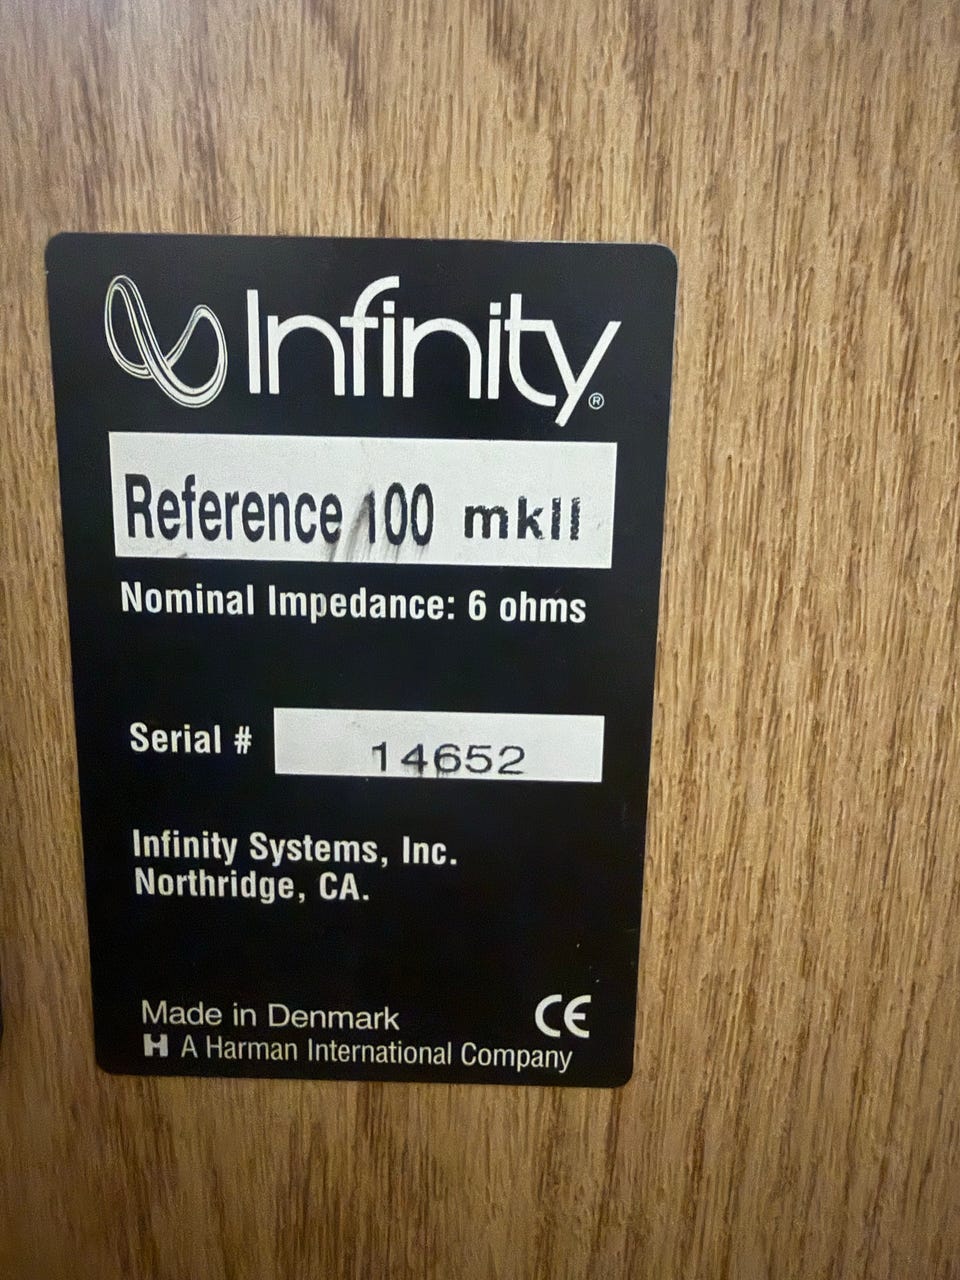 Infinity®
Reference 100 mkII
Nominal Impedance: 6 ohms
Serial # 14652
Infinity Systems, Inc.
Northridge, CA.
Made in Denmark CE
H A Harman International Company